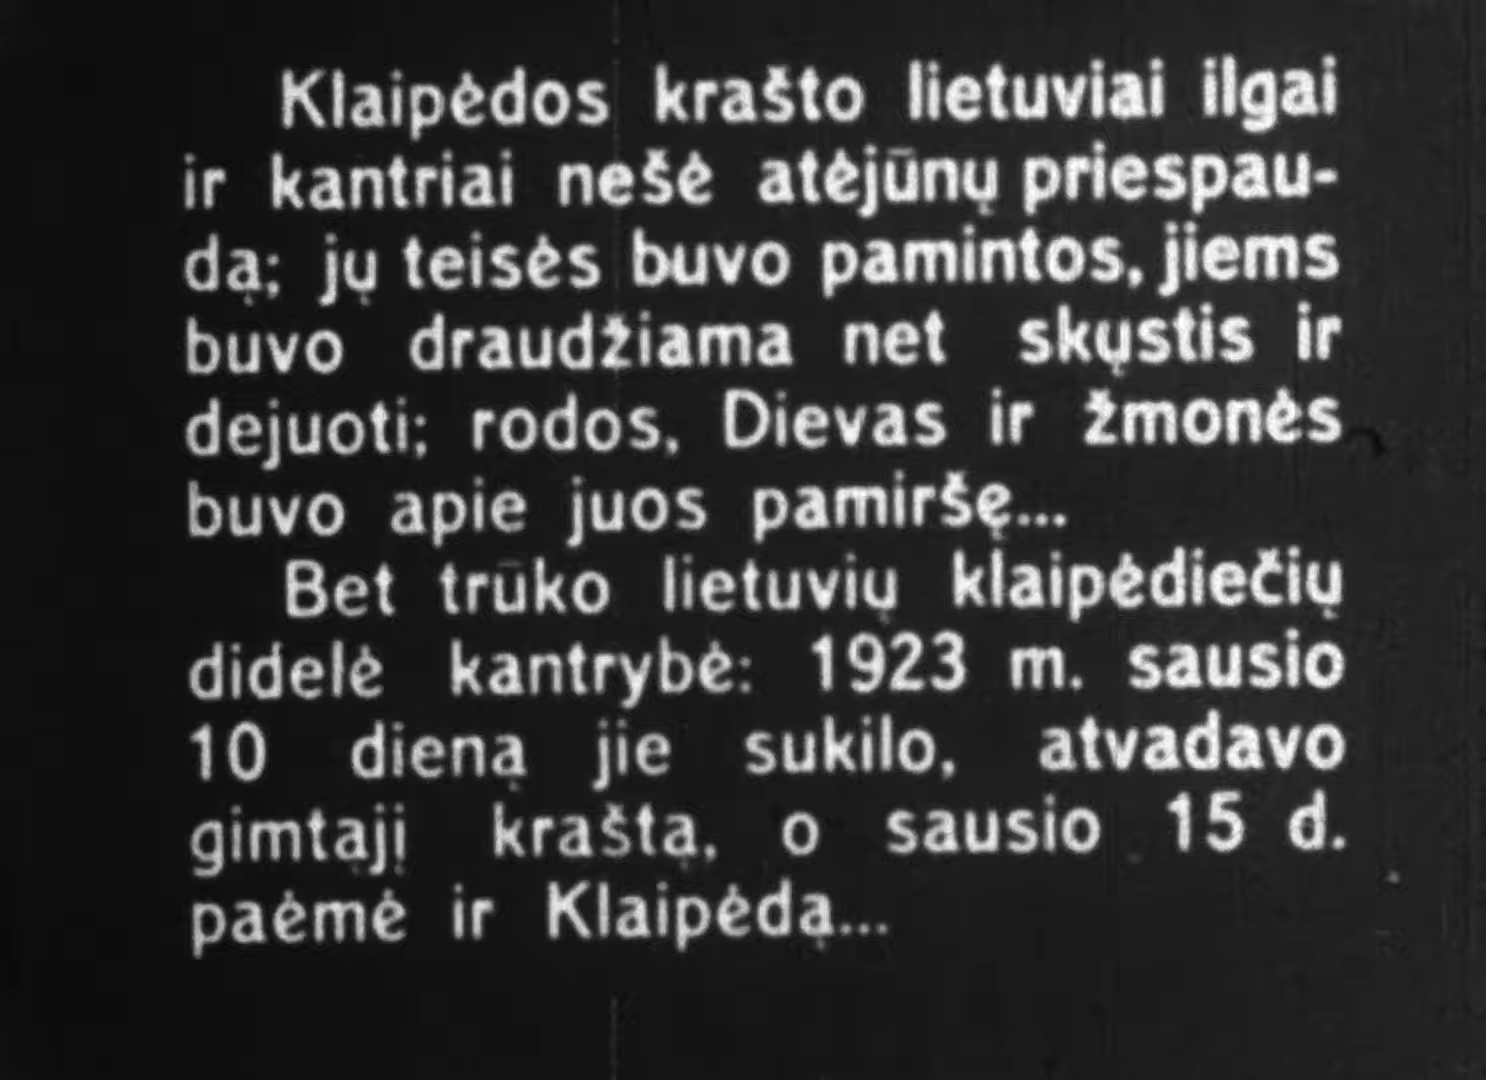 Klaipėdos krašto lietuviai ilgai
ir kantriai nešė atėjūnų priespau-
dą; jų teisės buvo pamintos, jiems
buvo draudžiama net skųstis ir
dejuoti; rodos, Dievas ir žmonės
buvo apie juos pamiršę...
Bet trūko lietuvių klaipėdiečių
didelė kantrybė: 1923 m. sausio
10 dieną jie sukilo, atvadavo
gimtąjį kraštą, o sausio 15 d.
paėmė ir Klaipėdą...